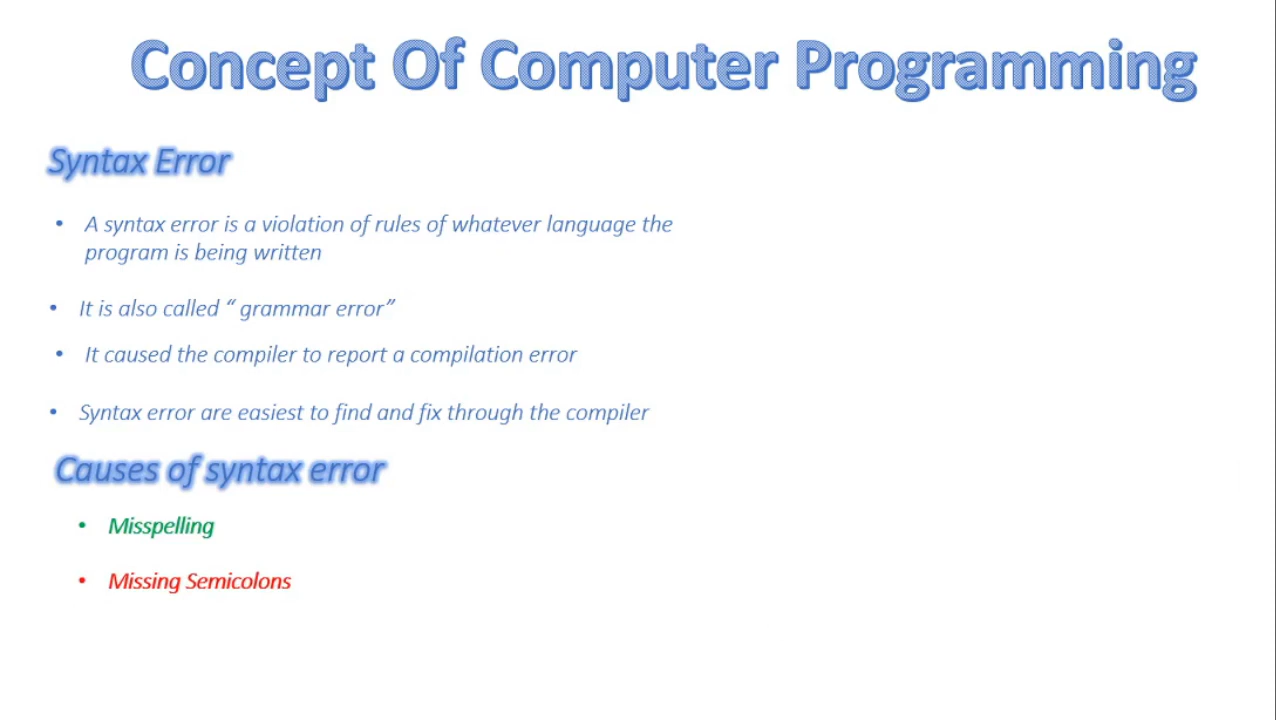 Concept Of Computer Programming
Syntax Error
• A syntax error is a violation of rules of whatever language the
program is being written
• It is also called “ grammar error”
• It caused the compiler to report a compilation error
• Syntax error are easiest to find and fix through the compiler
Causes of syntax error
• Misspelling
• Missing Semicolons